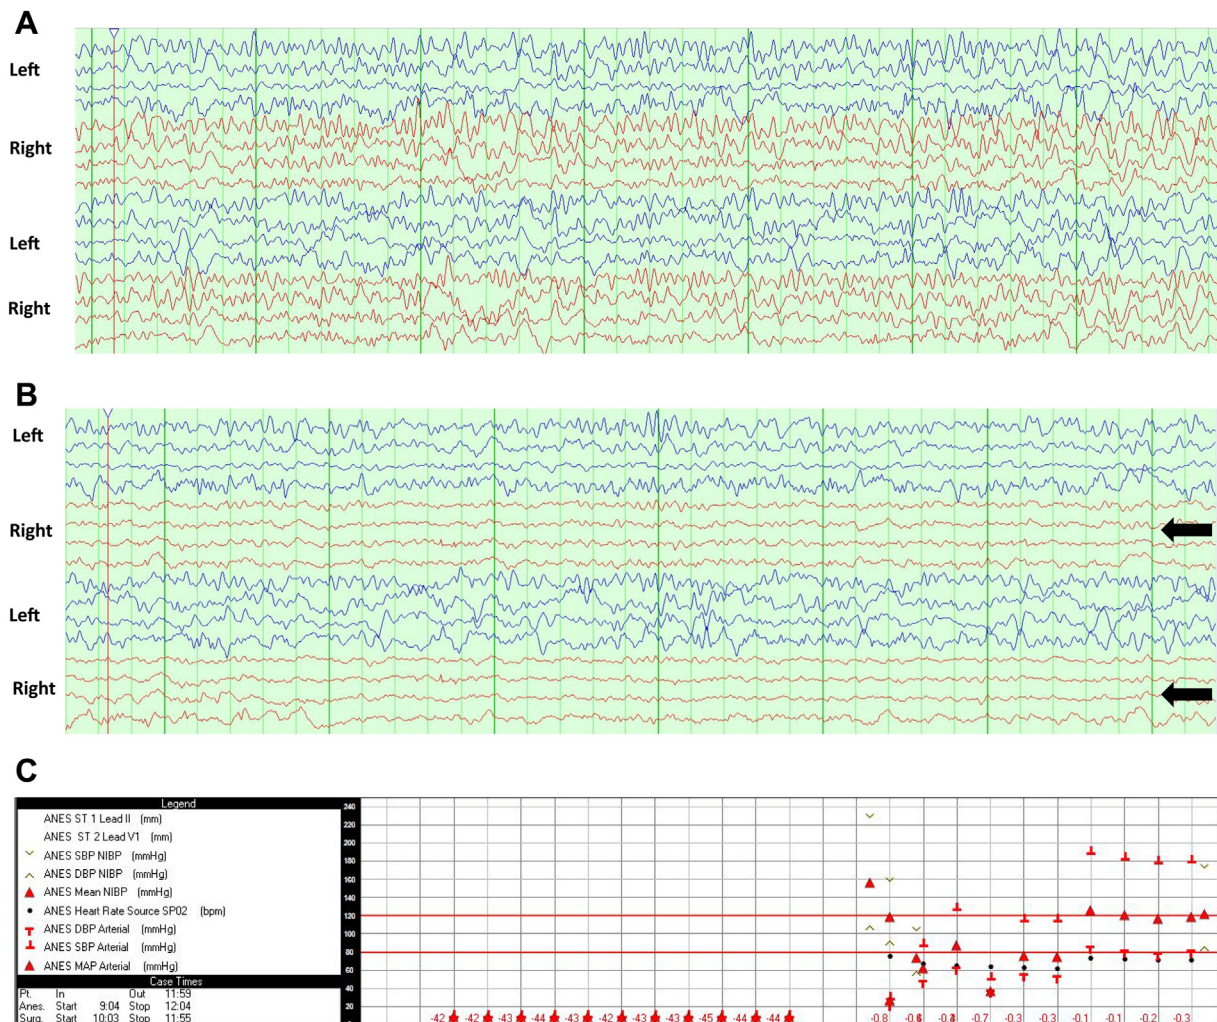 A
Left
Right
Left
Right
B
Left
Right
Left
Right
C
Legend
ANES ST 1 Lead II (mm)
ANES ST 2 Lead V1 (mm)
ANES SBP NIBP (mmHg)
ANES DBP NIBP (mmHg)
ANES Mean NIBP (mmHg)
ANES Heart Rate Source SP02 (bpm)
ANES DBP Arterial (mmHg)
ANES SBP Arterial (mmHg)
ANES MAP Arterial (mmHg)
Case Times
Pt. In Out 11:59
Anes. Start 9:04 Stop 12:04
Surg. Start 10:03 Stop 11:55
240
220
200
180
160
140
120
100
80
60
40
20
-42 -42 -43 -44 -43 -42 -43 -43 -45 -44 -44 -0.8 -0.7 -0.3 -0.3 -0.1 -0.1 -0.2 -0.3